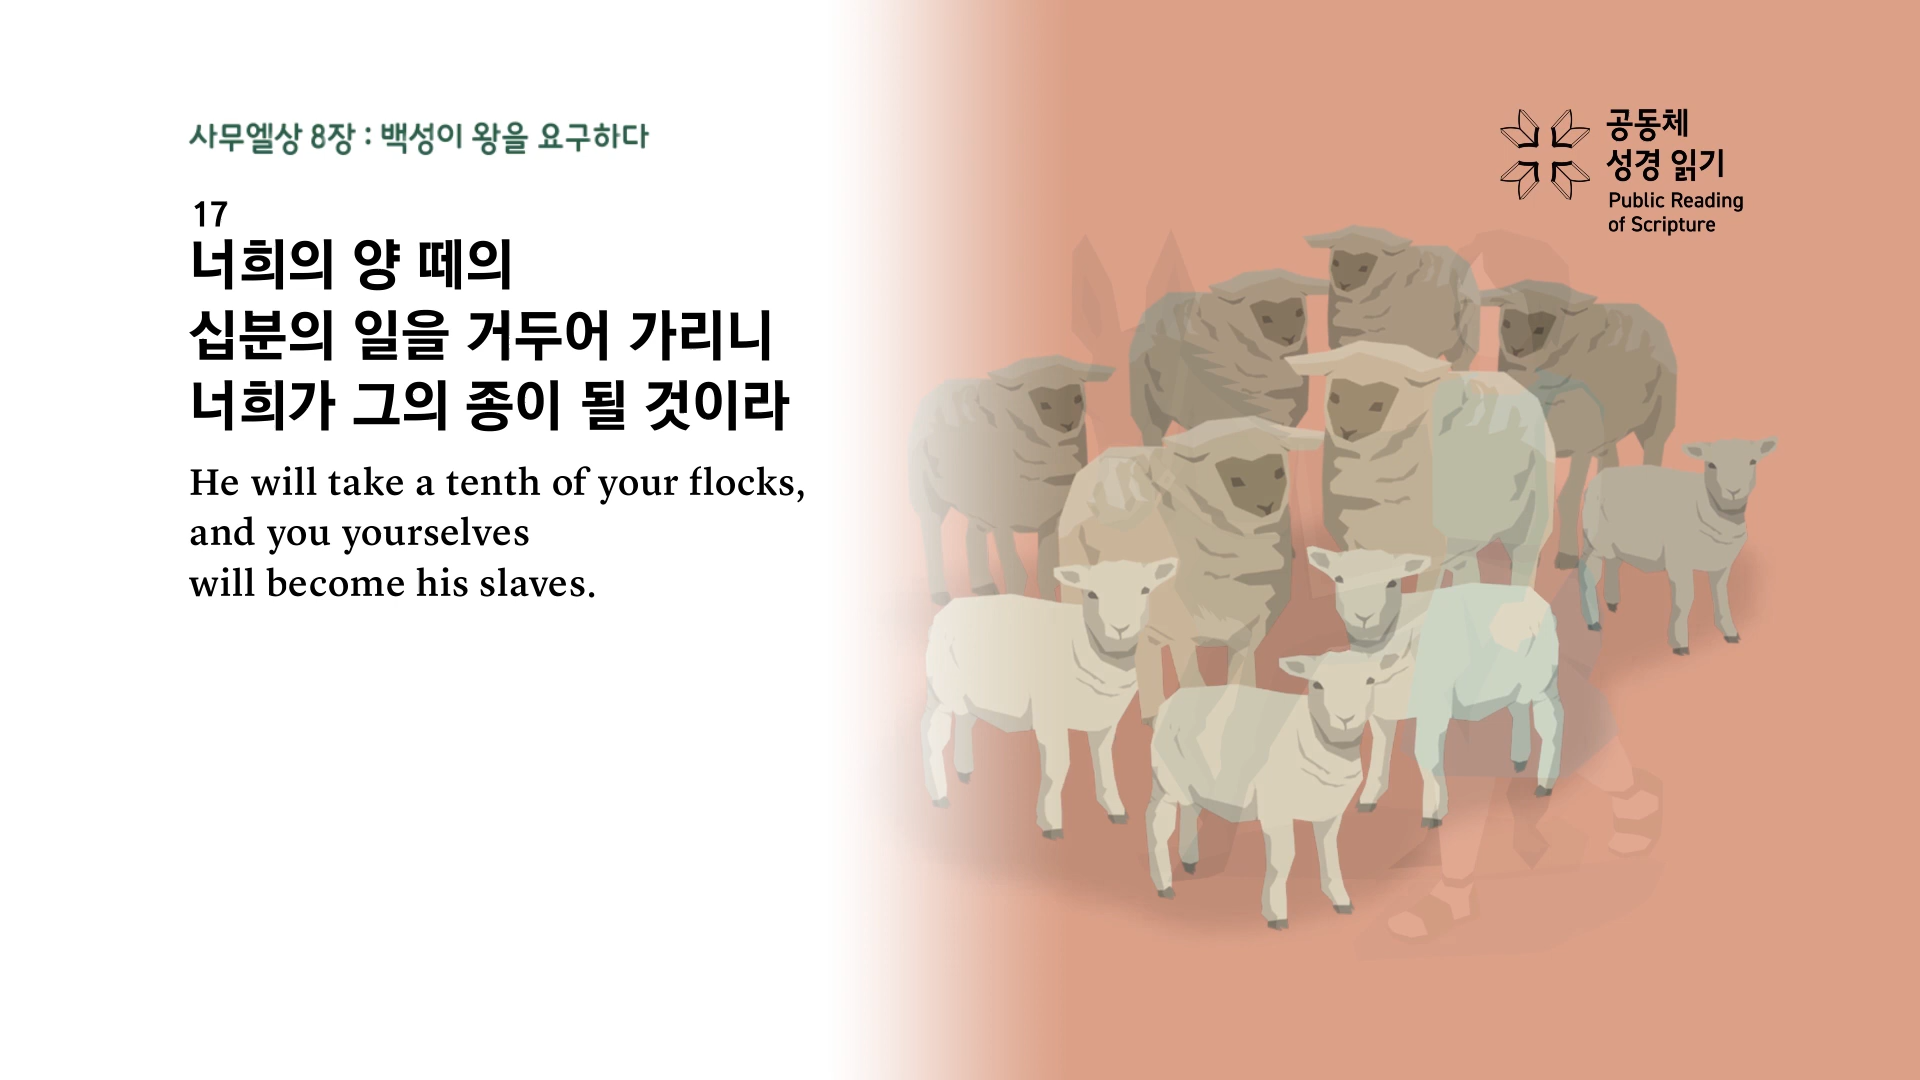 사무엘상 8장 : 백성이 왕을 요구하다
17
너희의 양 떼의
십분의 일을 거두어 가리니
너희가 그의 종이 될 것이라
He will take a tenth of your flocks,
and you yourselves
will become his slaves.
공동체
성경 읽기
Public Reading
of Scripture